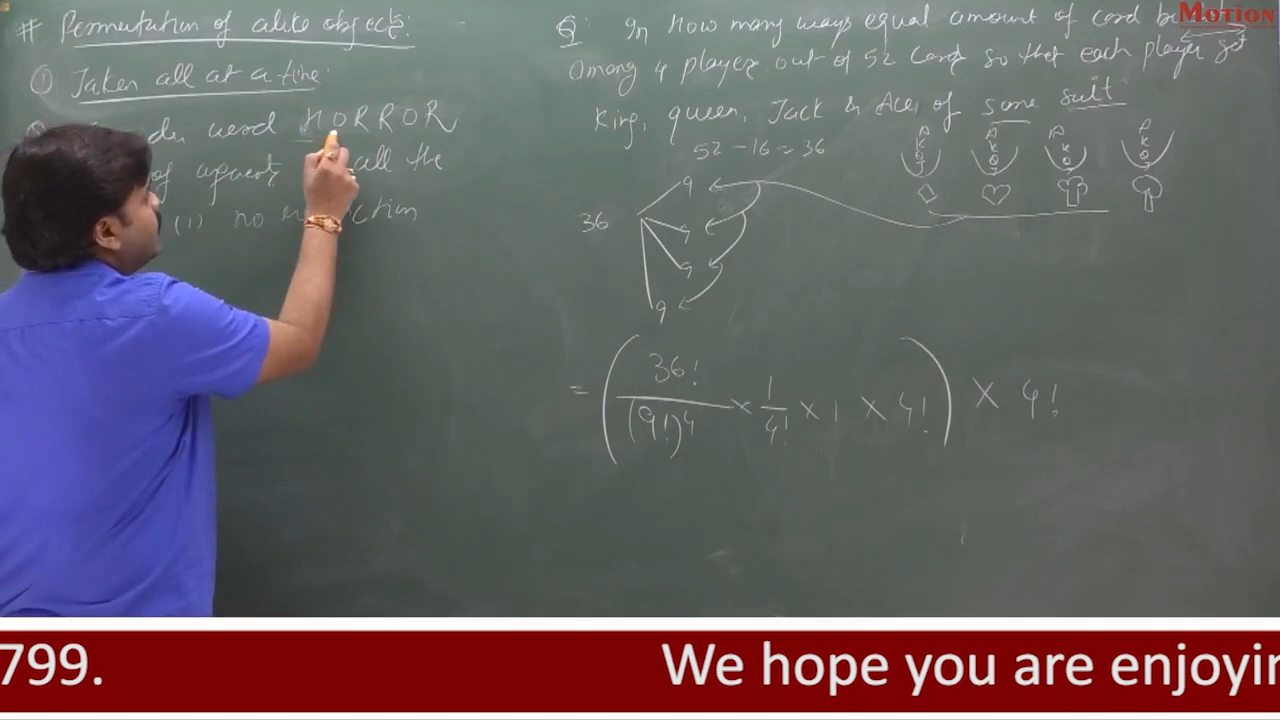 # Permutation of alike objects:
① Taken all at a time:
word HORROR
of all the
(i) no
Q: In How many ways equal amount of card
Among 4 players out of 52 Cards so that each player get
King, queen, Jack & Ace, of same suit
52 - 16 = 36
A K Q J A K Q J A K Q J A K Q J
36
9
9
9
9
= ( 36! / (9!)^4 × 1/4! × 1 × 4! ) × 4!
MOTION
799. We hope you are enjoyin